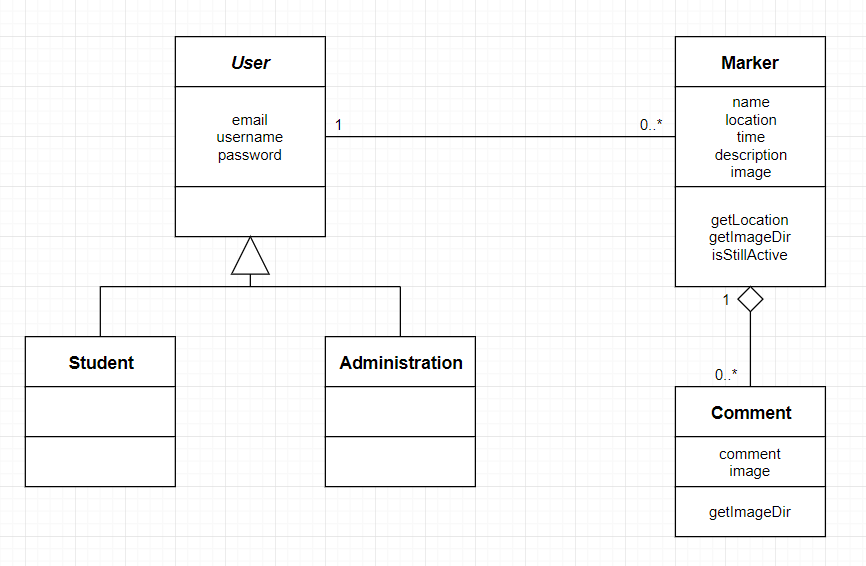 User
email
username
password
1
0..*
Marker
name
location
time
description
image
getLocation
getImageDir
isStillActive
1
0..*
Student
Administration
Comment
comment
image
getImageDir